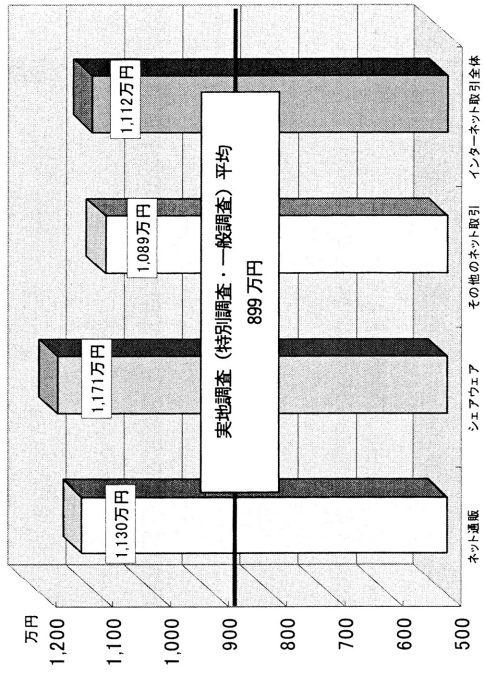 万円
1,200
1,100
1,000
900
800
700
600
500
1,130万円
1,171万円
1,089万円
1,112万円
実地調査（特別調査・一般調査）平均
899 万円
ネット通販
シェアウェア
その他のネット取引
インターネット取引全体